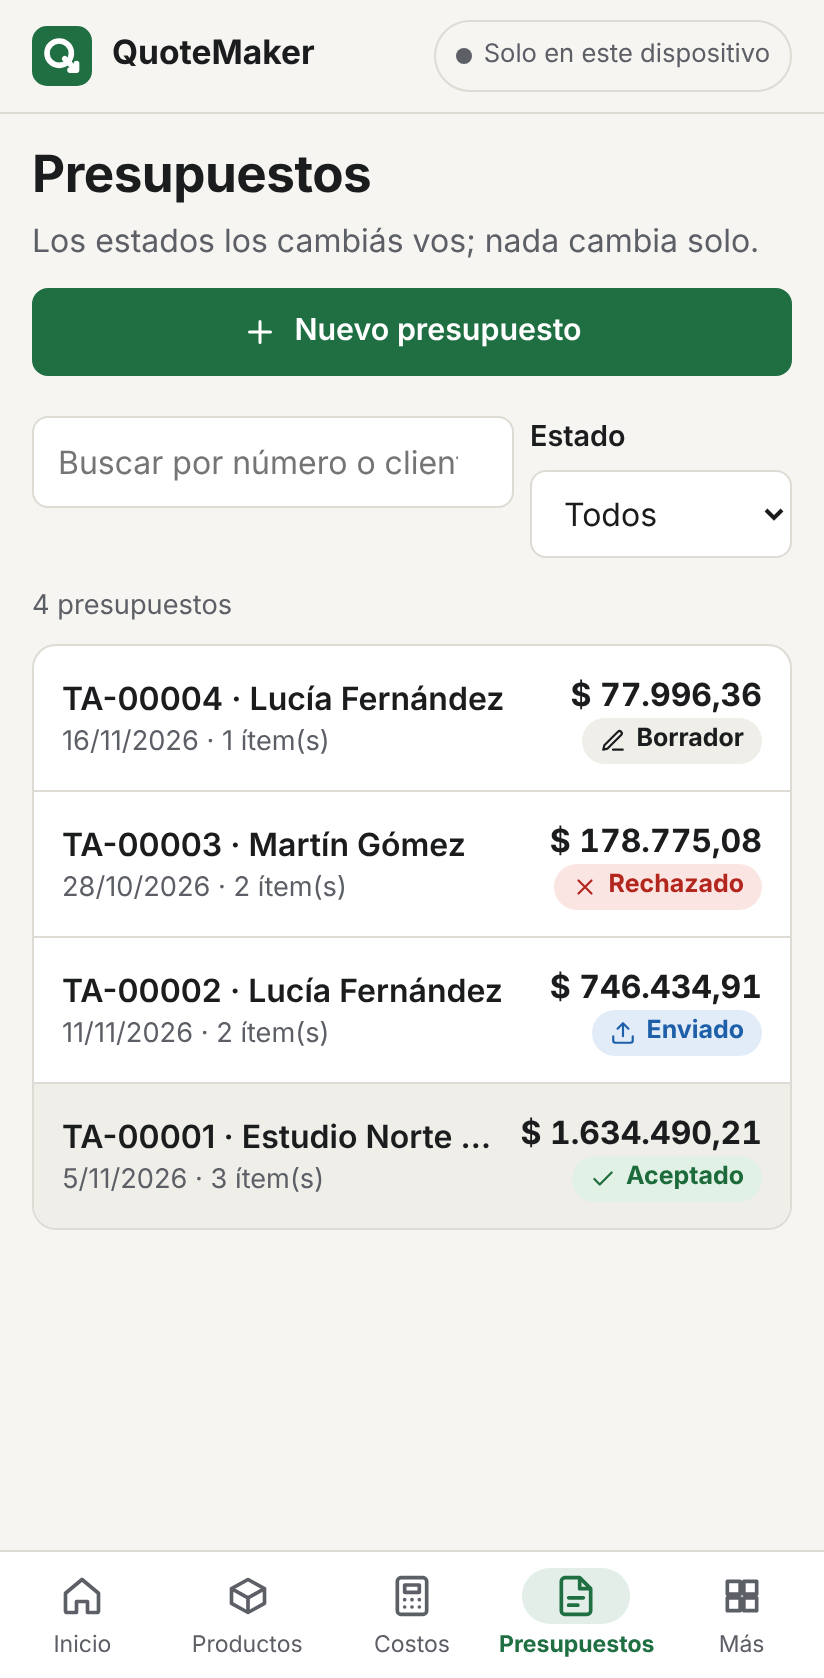 QuoteMaker
Solo en este dispositivo
Presupuestos
Los estados los cambiás vos; nada cambia solo.
Nuevo presupuesto
Buscar por número o client
Estado
Todos
4 presupuestos
TA-00004 · Lucía Fernández
$ 77.996,36
16/11/2026 · 1 ítem(s)
Borrador
TA-00003 · Martín Gómez
$ 178.775,08
28/10/2026 · 2 ítem(s)
Rechazado
TA-00002 · Lucía Fernández
$ 746.434,91
11/11/2026 · 2 ítem(s)
Enviado
TA-00001 · Estudio Norte ...
$ 1.634.490,21
5/11/2026 · 3 ítem(s)
Aceptado
Inicio
Productos
Costos
Presupuestos
Más